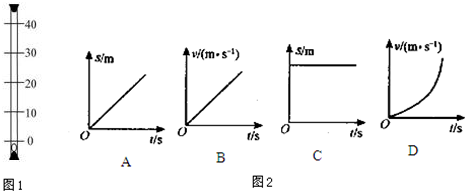 40
30
20
10
0
图1
S/m
O
t/s
A
v/(m·s⁻¹)
O
t/s
B
S/m
O
t/s
C
v/(m·s⁻¹)
O
t/s
D
图2